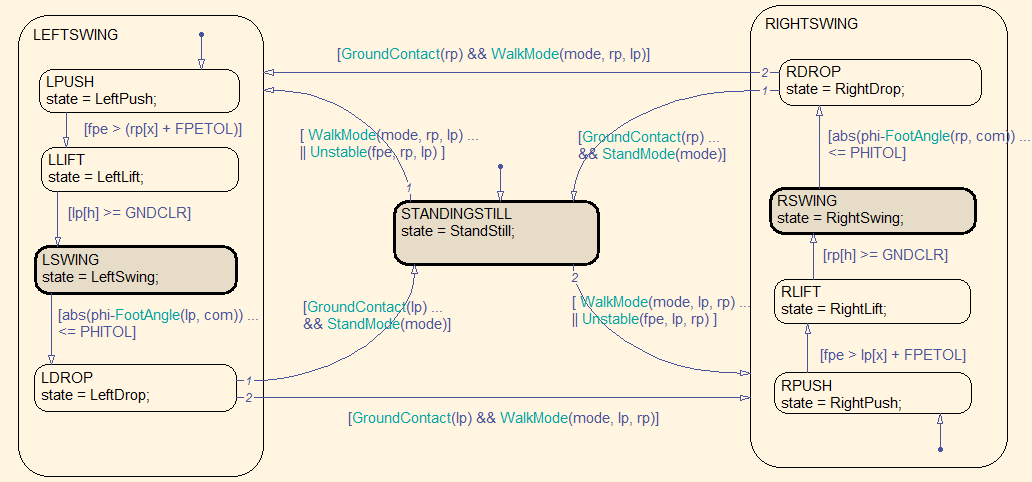 LEFTSWING
LPUSH
state = LeftPush;
[fpe > (rp[x] + FPETOL)]
LLIFT
state = LeftLift;
[lp[h] >= GNDCLR]
LSWING
state = LeftSwing;
[abs(phi-FootAngle(lp, com)) ...
<= PHITOL]
LDROP
state = LeftDrop;
1
2
[GroundContact(rp) && WalkMode(mode, rp, lp)]
[ WalkMode(mode, rp, lp) ...
|| Unstable(fpe, rp, lp) ]
[GroundContact(rp) ...
&& StandMode(mode)]
1
STANDINGSTILL
state = StandStill;
2
[GroundContact(lp) ...
&& StandMode(mode)]
[ WalkMode(mode, lp, rp) ...
|| Unstable(fpe, lp, rp) ]
[GroundContact(lp) && WalkMode(mode, lp, rp)]
RIGHTSWING
2
1
RDROP
state = RightDrop;
[abs(phi-FootAngle(rp, com)) ...
<= PHITOL]
RSWING
state = RightSwing;
[rp[h] >= GNDCLR]
RLIFT
state = RightLift;
[fpe > lp[x] + FPETOL]
RPUSH
state = RightPush;